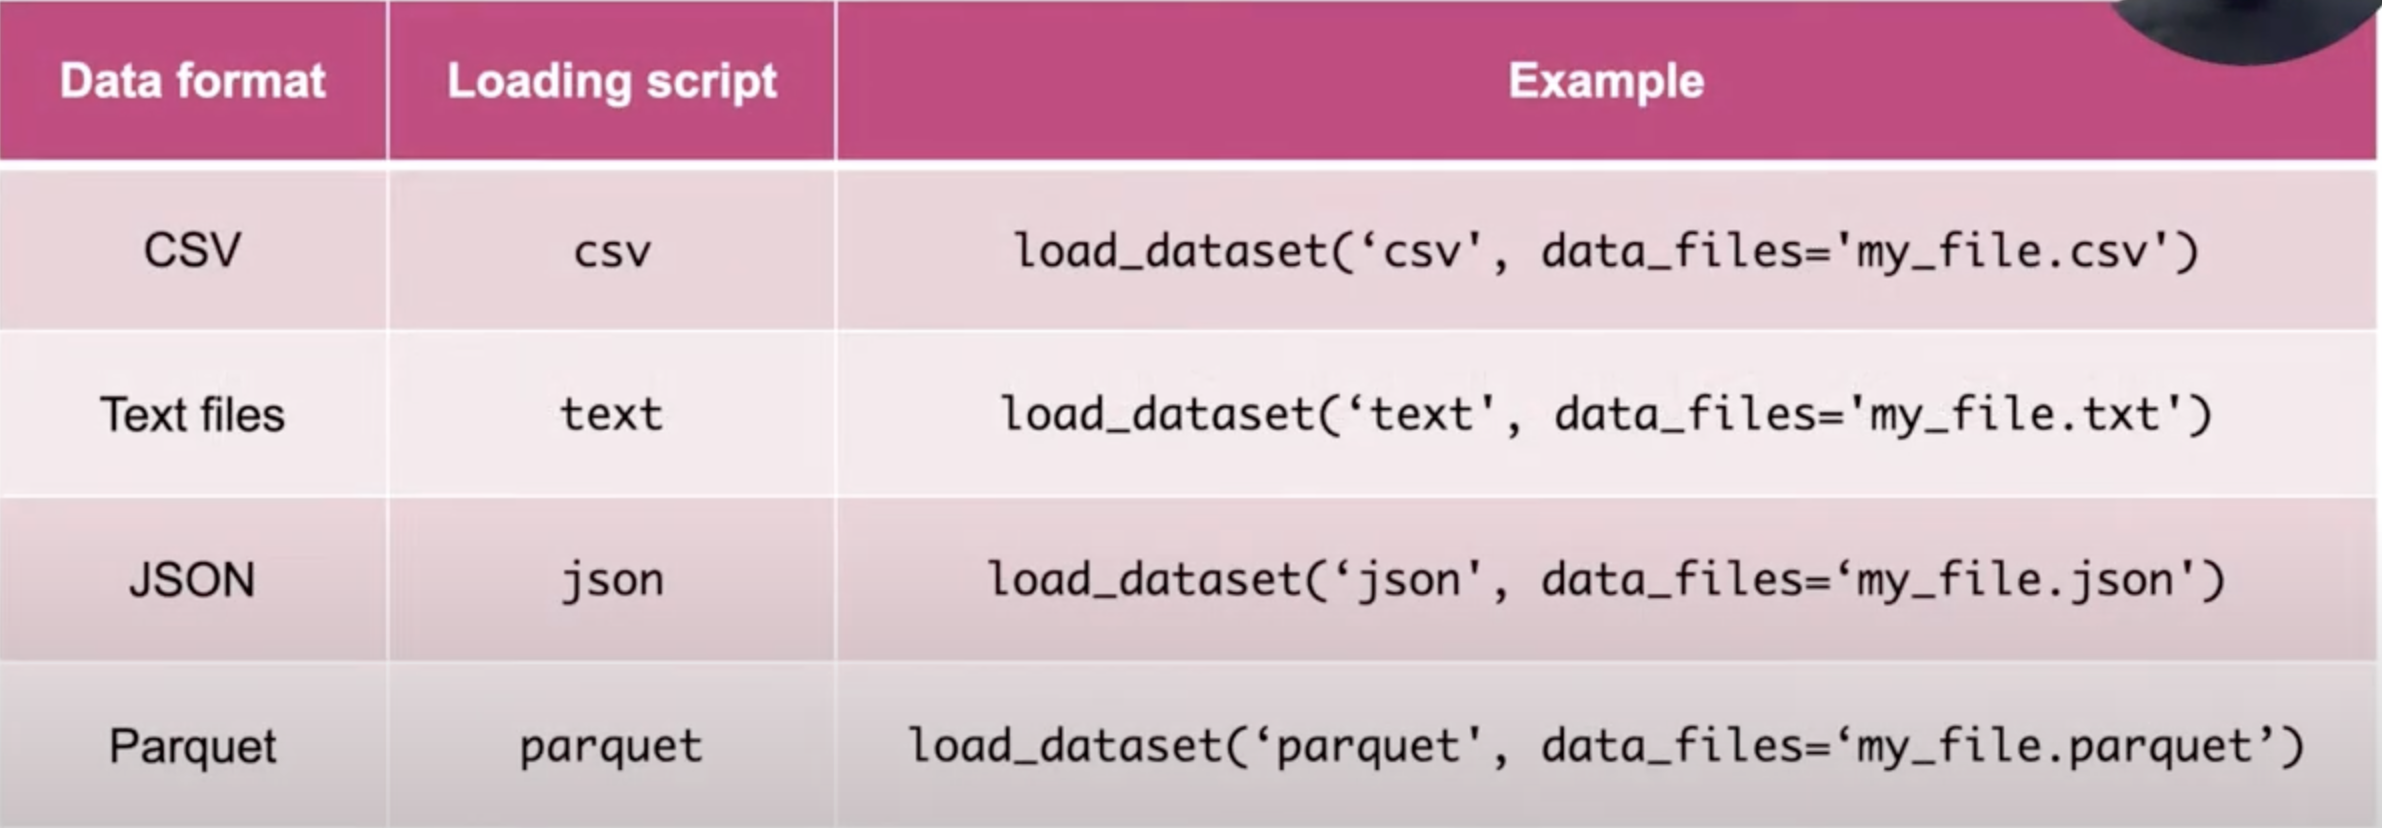 Data format Loading script Example
CSV csv load_dataset(‘csv', data_files='my_file.csv')
Text files text load_dataset(‘text', data_files='my_file.txt')
JSON json load_dataset(‘json', data_files=‘my_file.json')
Parquet parquet load_dataset(‘parquet', data_files=‘my_file.parquet’)